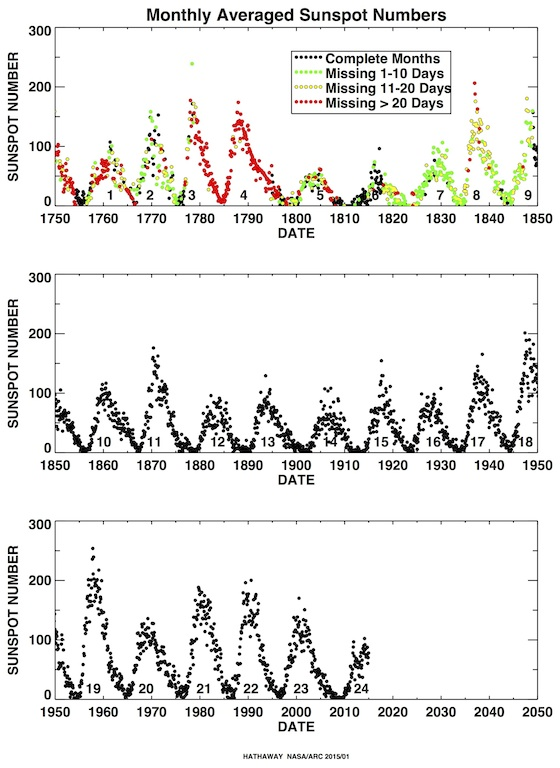 Monthly Averaged Sunspot Numbers
300
200
100
0
SUNSPOT NUMBER
Complete Months
Missing 1-10 Days
Missing 11-20 Days
Missing > 20 Days
1 2 3 4 5 6 7 8 9
1750 1760 1770 1780 1790 1800 1810 1820 1830 1840 1850
DATE
300
200
100
0
SUNSPOT NUMBER
10 11 12 13 14 15 16 17 18
1850 1860 1870 1880 1890 1900 1910 1920 1930 1940 1950
DATE
300
200
100
0
SUNSPOT NUMBER
19 20 21 22 23 24
1950 1960 1970 1980 1990 2000 2010 2020 2030 2040 2050
DATE
HATHAWAY NASA/ARC 2015/01